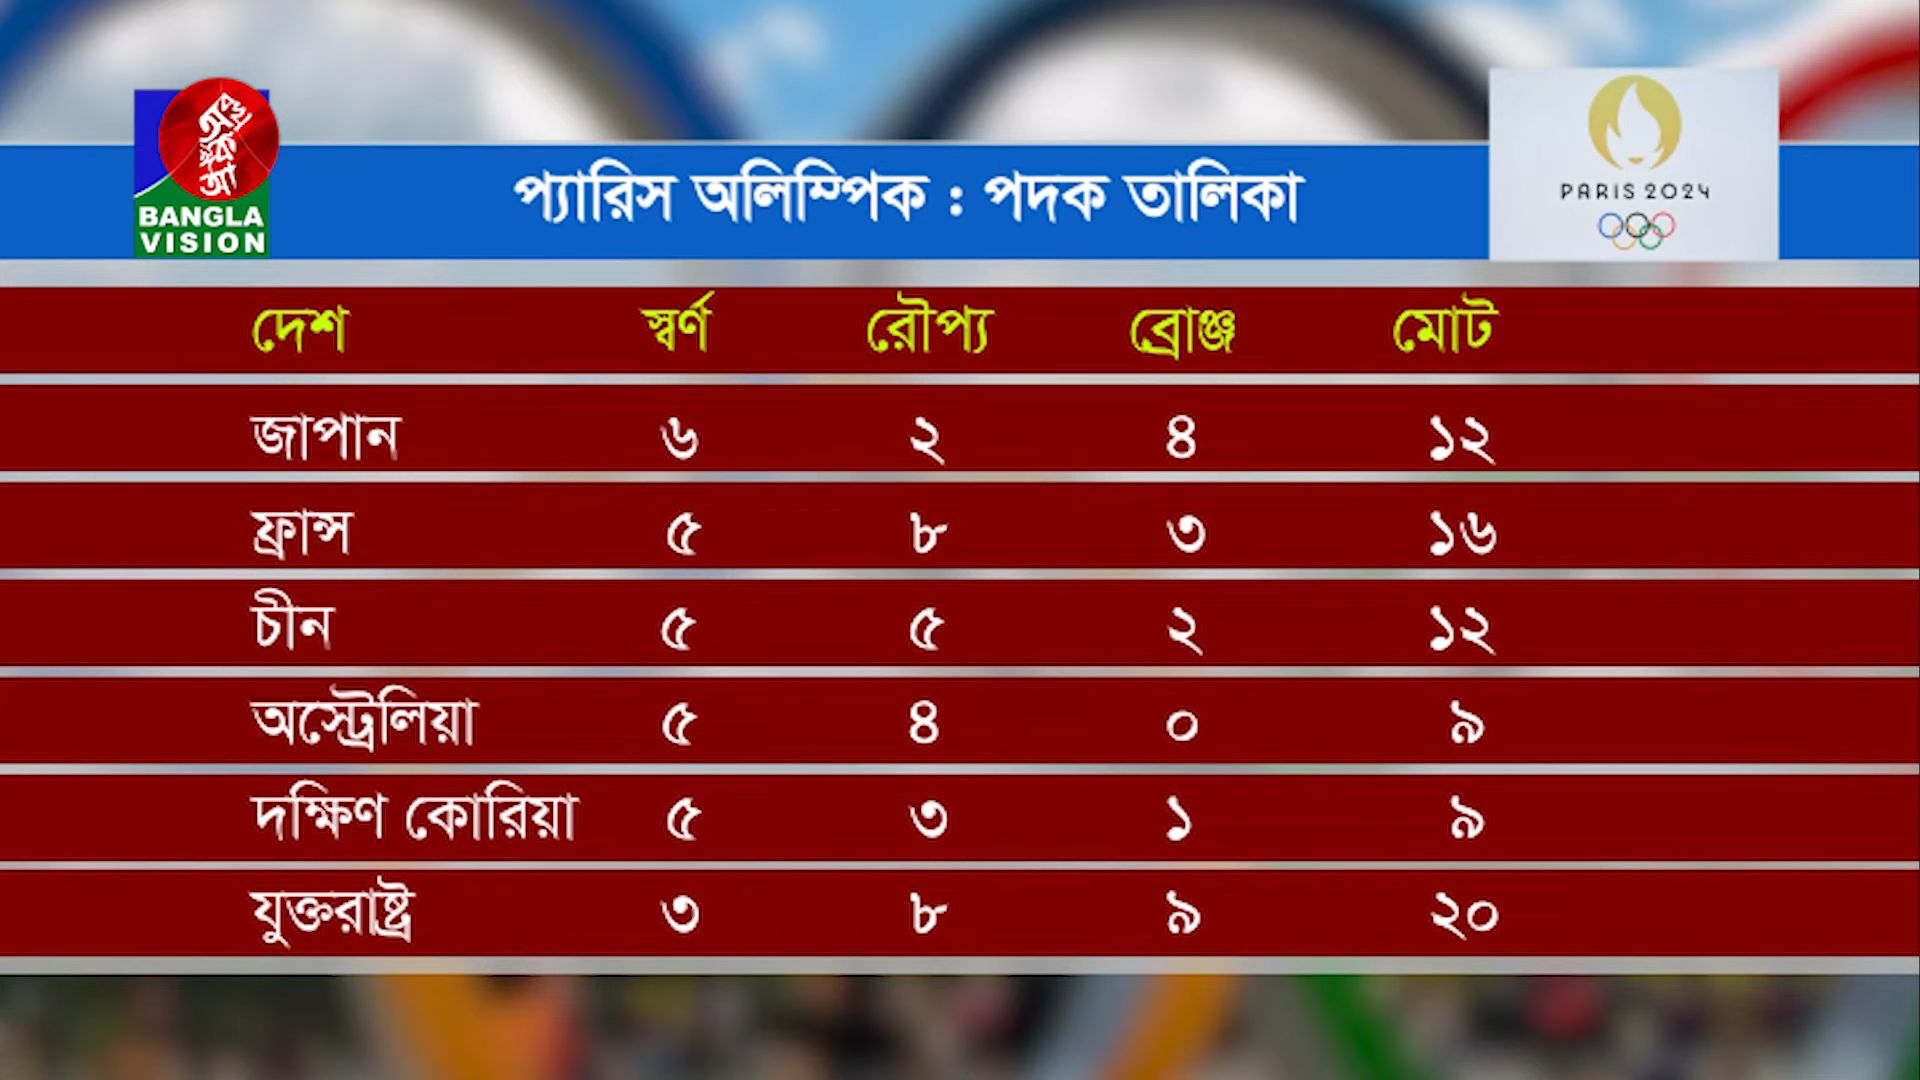 BANGLA
VISION
প্যারিস অলিম্পিক : পদক তালিকা
PARIS 2024
দেশ স্বর্ণ রৌপ্য ব্রোঞ্জ মোট
জাপান ৬ ২ ৪ ১২
ফ্রান্স ৫ ৮ ৩ ১৬
চীন ৫ ৫ ২ ১২
অস্ট্রেলিয়া ৫ ৪ ০ ৯
দক্ষিণ কোরিয়া ৫ ৩ ১ ৯
যুক্তরাষ্ট্র ৩ ৮ ৯ ২০